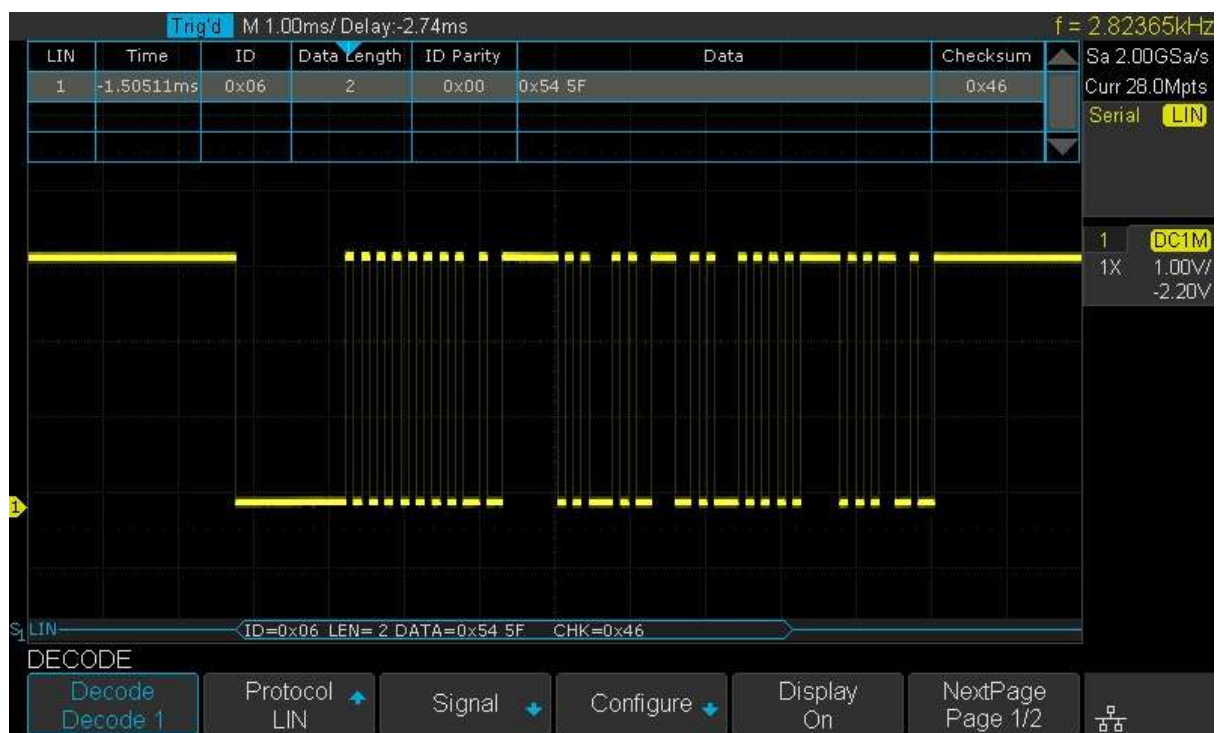 Trig'd M 1.00ms/ Delay:-2.74ms f = 2.82365kHz
LIN Time ID Data Length ID Parity Data Checksum
1 -1.50511ms 0x06 2 0x00 0x54 5F 0x46
Sa 2.00GSa/s
Curr 28.0Mpts
Serial LIN
1 DC1M
1X 1.00V/
-2.20V
1
S1 LIN ID=0x06 LEN= 2 DATA=0x54 5F CHK=0x46
DECODE
Decode
Decode 1
Protocol
LIN
Signal
Configure
Display
On
NextPage
Page 1/2